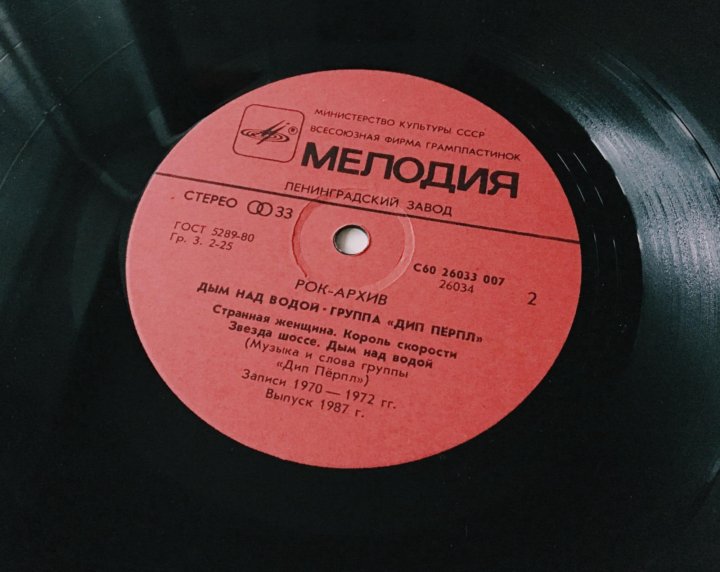 МИНИСТЕРСТВО КУЛЬТУРЫ СССР
ВСЕСОЮЗНАЯ ФИРМА ГРАМПЛАСТИНОК
МЕЛОДИЯ
®
ЛЕНИНГРАДСКИЙ ЗАВОД
СТЕРЕО 33
ГОСТ 5289-80
Гр. 3. 2-25
С60 26033 007
26034
2
РОК-АРХИВ
ДЫМ НАД ВОДОЙ · ГРУППА «ДИП ПЁРПЛ»
Странная женщина. Король скорости
Звезда шоссе. Дым над водой
(Музыка и слова группы
«Дип Пёрпл»)
Записи 1970 — 1972 гг.
Выпуск 1987 г.